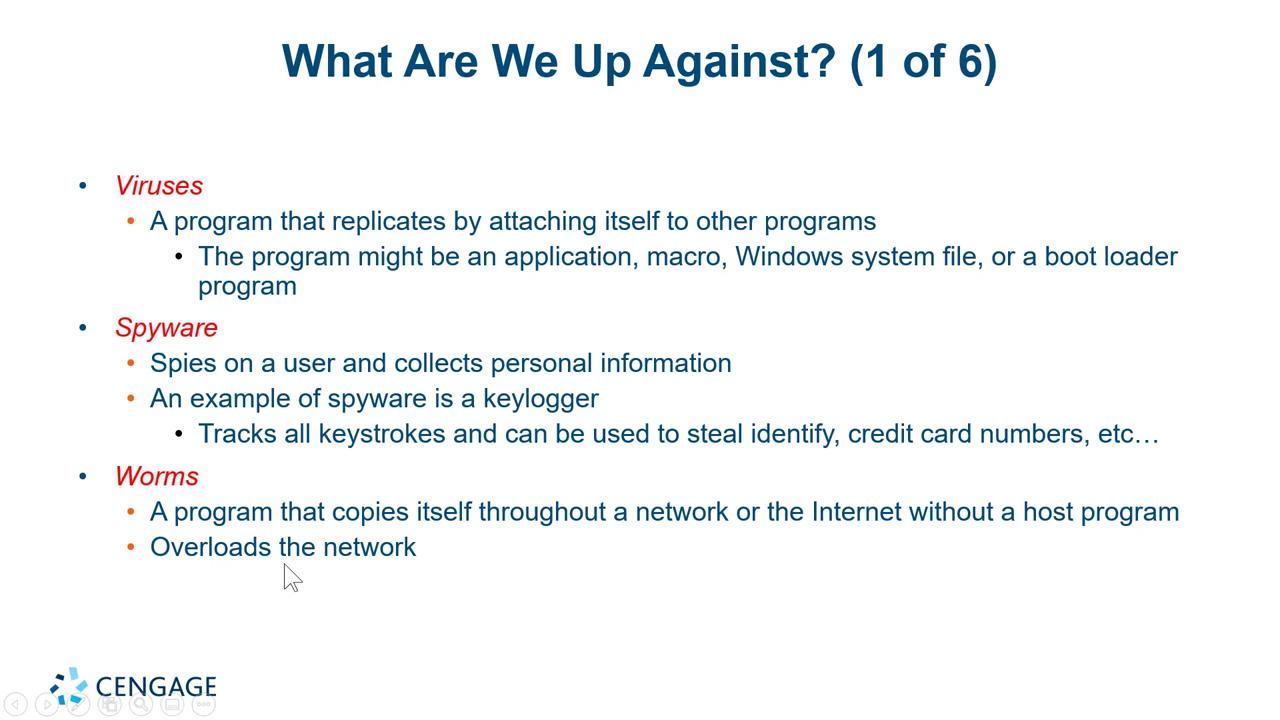 What Are We Up Against? (1 of 6)
• Viruses
• A program that replicates by attaching itself to other programs
• The program might be an application, macro, Windows system file, or a boot loader
program
• Spyware
• Spies on a user and collects personal information
• An example of spyware is a keylogger
• Tracks all keystrokes and can be used to steal identify, credit card numbers, etc…
• Worms
• A program that copies itself throughout a network or the Internet without a host program
• Overloads the network
CENGAGE